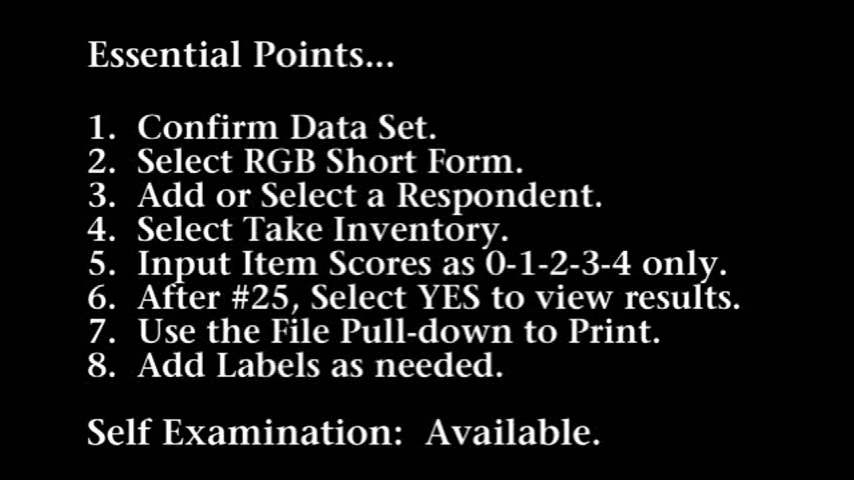 Essential Points...
1. Confirm Data Set.
2. Select RGB Short Form.
3. Add or Select a Respondent.
4. Select Take Inventory.
5. Input Item Scores as 0-1-2-3-4 only.
6. After #25, Select YES to view results.
7. Use the File Pull-down to Print.
8. Add Labels as needed.
Self Examination: Available.